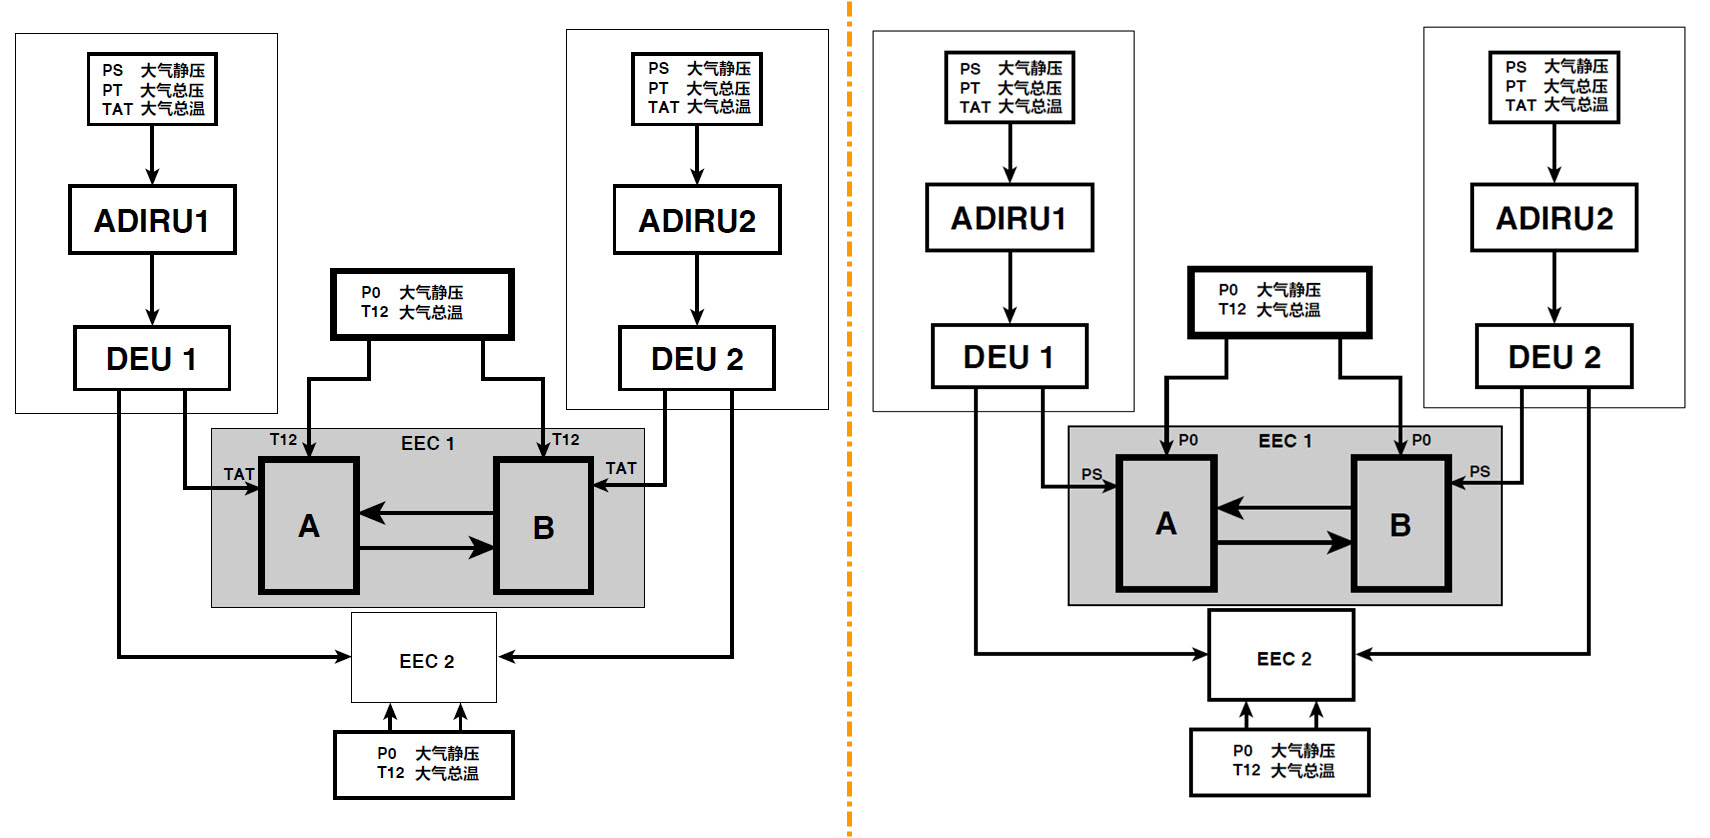 PS 大气静压
PT 大气总压
TAT 大气总温
ADIRU1
DEU 1
PS 大气静压
PT 大气总压
TAT 大气总温
ADIRU2
DEU 2
P0 大气静压
T12 大气总温
T12
EEC 1
T12
TAT
TAT
A
B
EEC 2
P0 大气静压
T12 大气总温
PS 大气静压
PT 大气总压
TAT 大气总温
ADIRU1
DEU 1
PS 大气静压
PT 大气总压
TAT 大气总温
ADIRU2
DEU 2
P0 大气静压
T12 大气总温
P0
EEC 1
P0
PS
PS
A
B
EEC 2
P0 大气静压
T12 大气总温